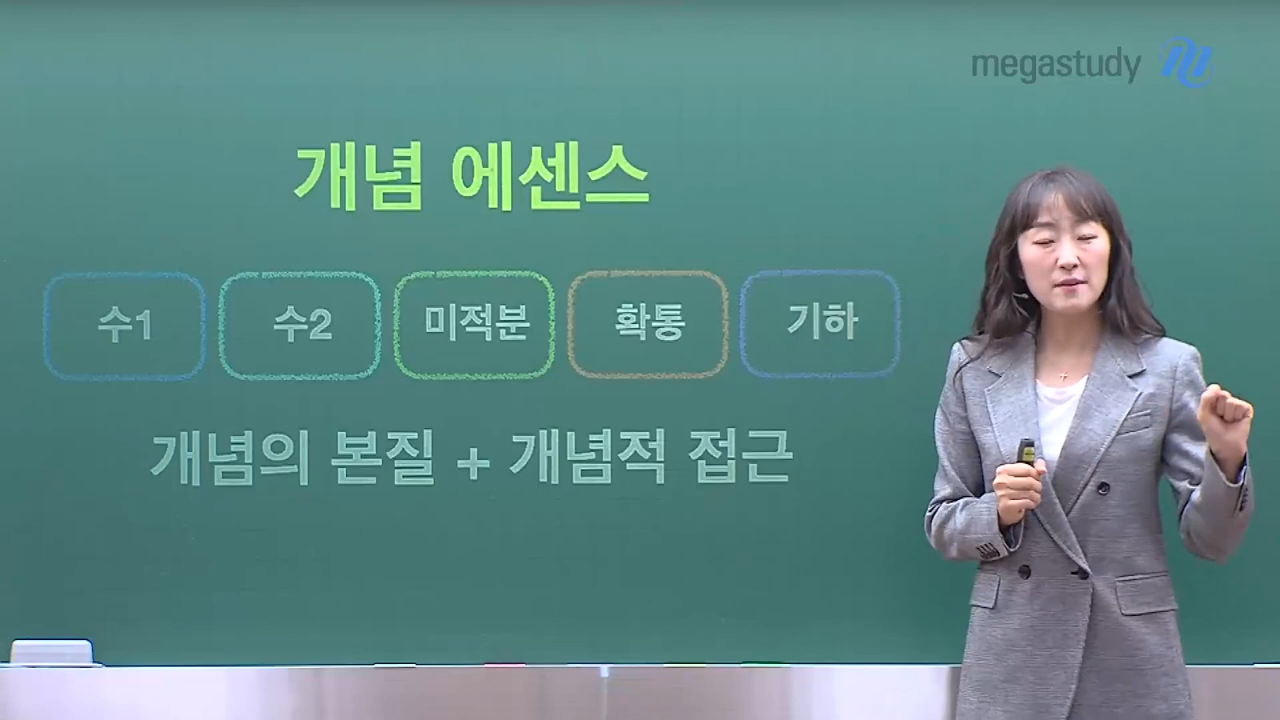 megastudy
개념 에센스
수1 수2 미적분 확통 기하
개념의 본질 + 개념적 접근